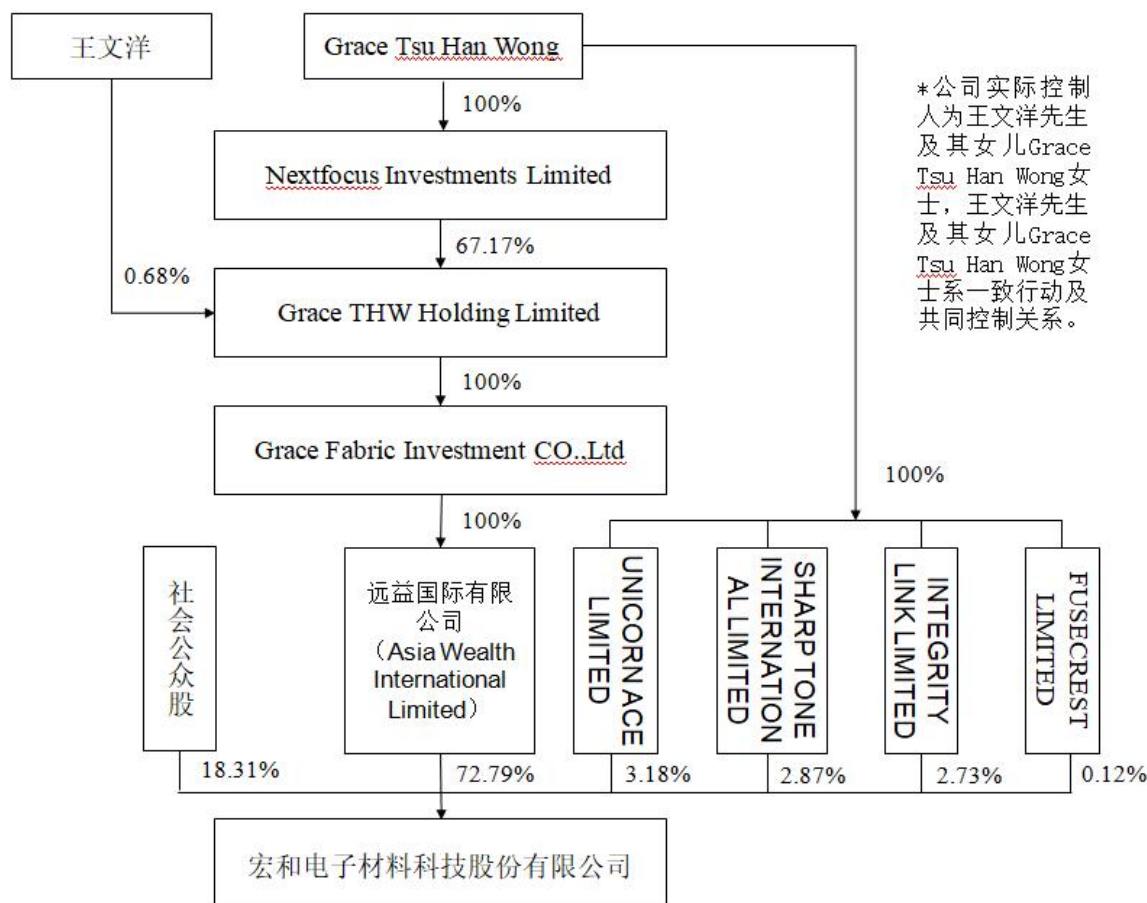 王文洋
Grace Tsu Han Wong
100%
Nextfocus Investments Limited
67.17%
0.68%
Grace THW Holding Limited
100%
Grace Fabric Investment CO.,Ltd
100%
100%
*公司实际控制
人为王文洋先生
及其女儿Grace
Tsu Han Wong女
士，王文洋先生
及其女儿Grace
Tsu Han Wong女
士系一致行动及
共同控制关系。
社会公众股
远益国际有限
公司
（Asia Wealth
International
Limited）
UNICORN ACE
LIMITED
SHARP TONE
INTERNATION
AL LIMITED
INTEGRITY
LINK LIMITED
FUSECREST
LIMITED
18.31%
72.79%
3.18%
2.87%
2.73%
0.12%
宏和电子材料科技股份有限公司